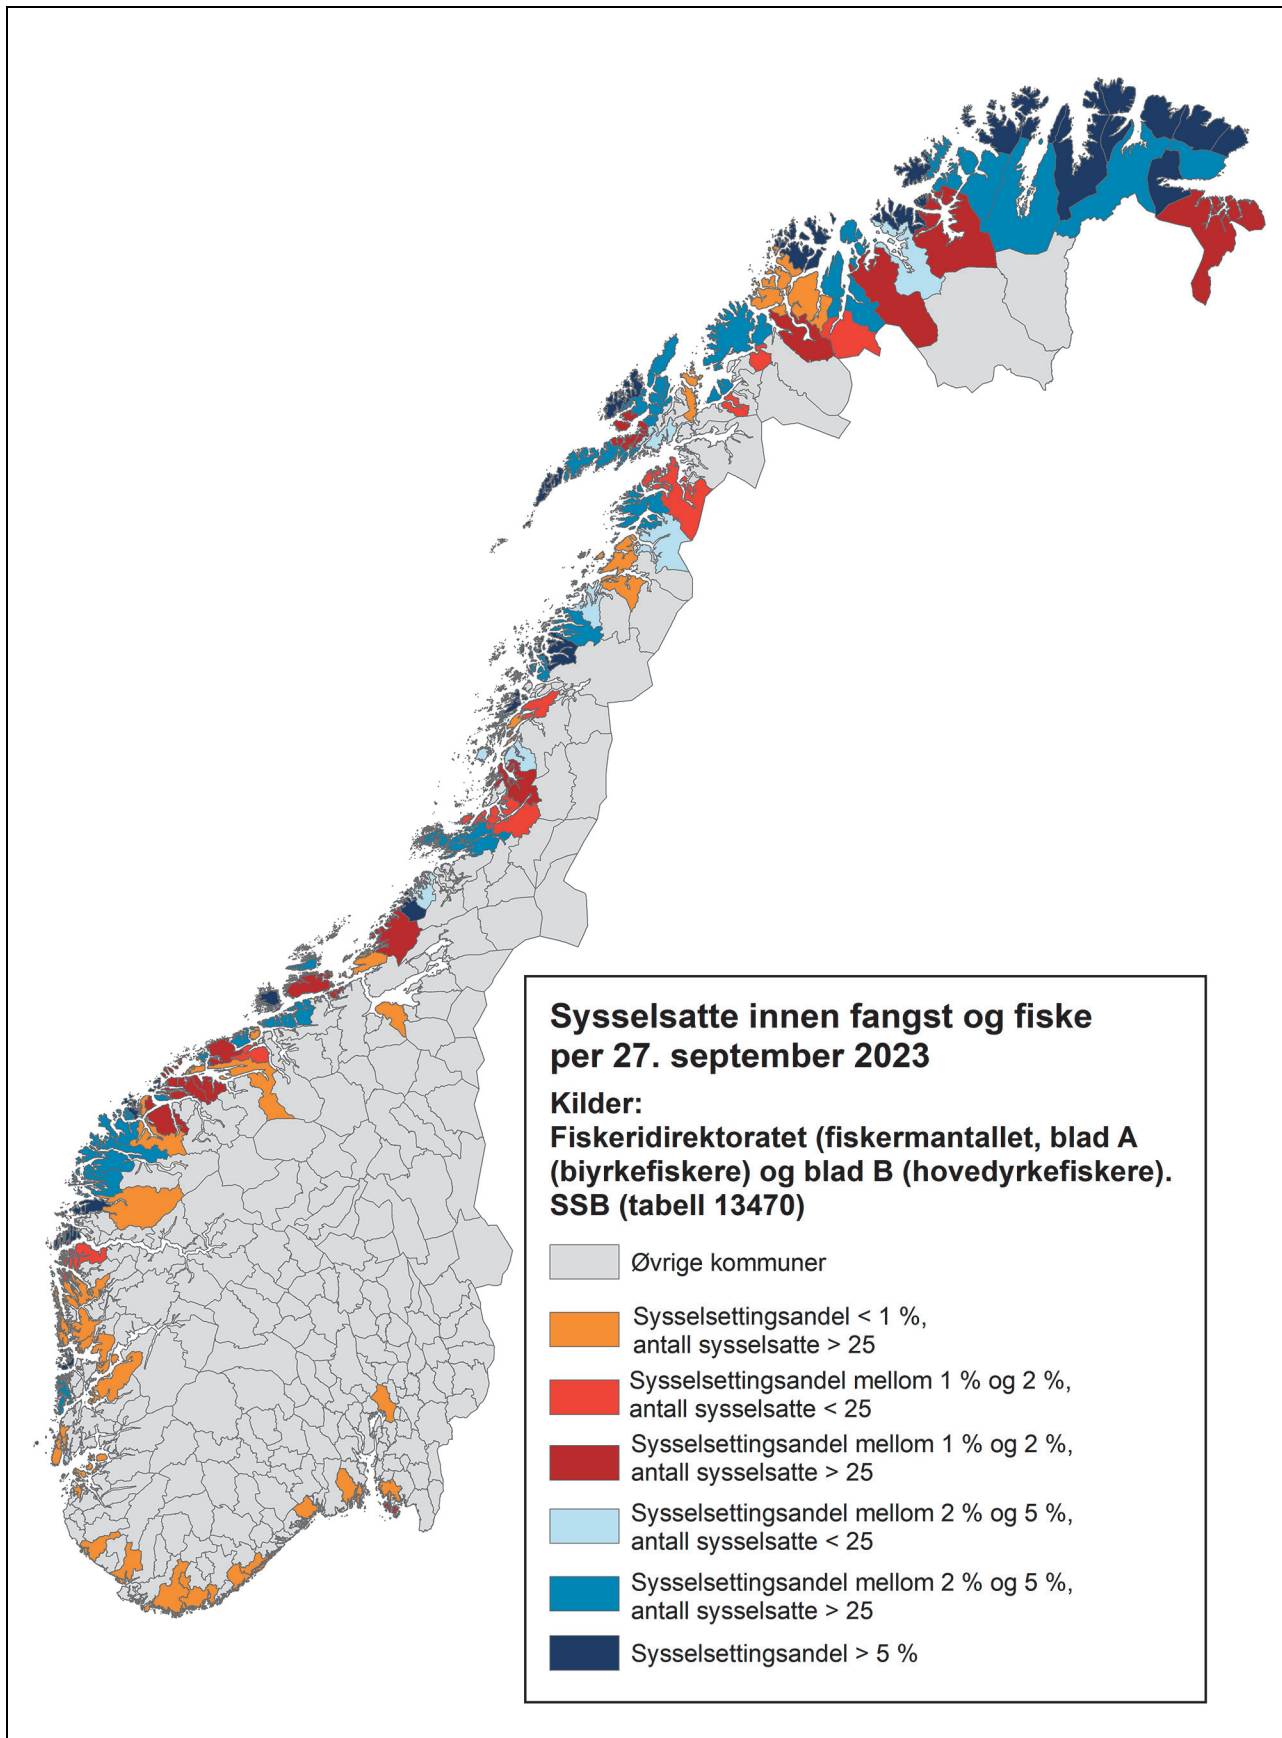 Sysselsatte innen fangst og fiske
per 27. september 2023
Kilder:
Fiskeridirektoratet (fiskermantallet, blad A
(biyrkefiskere) og blad B (hovedyrkefiskere).
SSB (tabell 13470)
Øvrige kommuner
Sysselsettingsandel < 1 %,
antall sysselsatte > 25
Sysselsettingsandel mellom 1 % og 2 %,
antall sysselsatte < 25
Sysselsettingsandel mellom 1 % og 2 %,
antall sysselsatte > 25
Sysselsettingsandel mellom 2 % og 5 %,
antall sysselsatte < 25
Sysselsettingsandel mellom 2 % og 5 %,
antall sysselsatte > 25
Sysselsettingsandel > 5 %